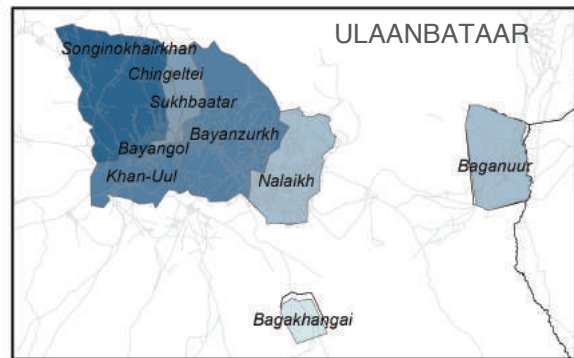 ULAANBATAAR
Songinokhairkhan
Chingeltei
Sukhbaatar
Bayanzurkh
Bayangol
Khan-Uul
Nalaikh
Baganuur
Bagakhangai